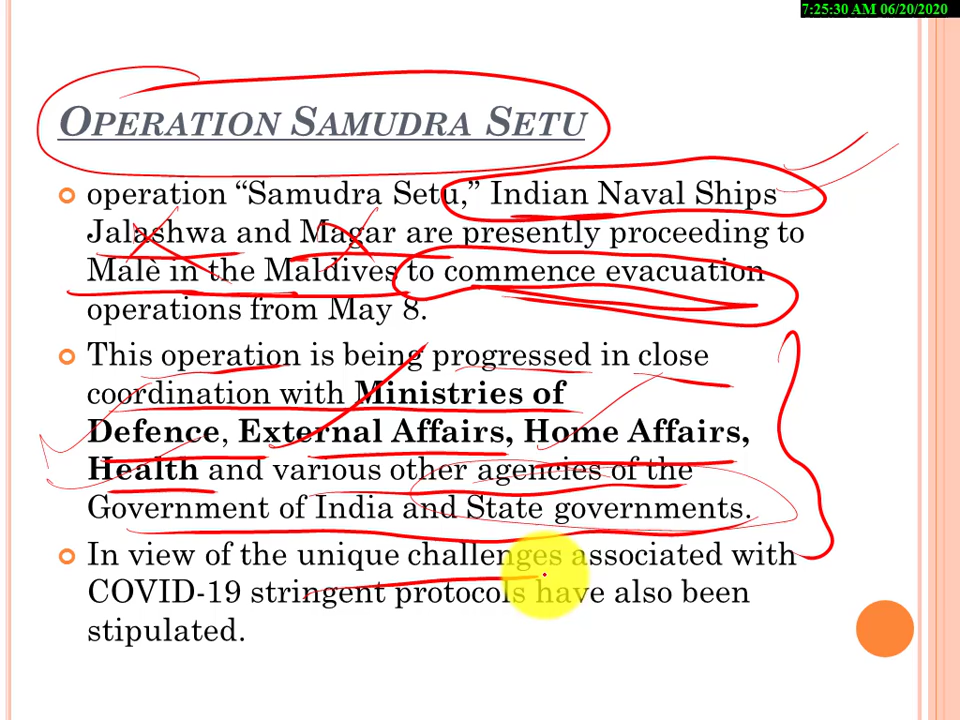 7:25:30 AM 06/20/2020
OPERATION SAMUDRA SETU
operation “Samudra Setu,” Indian Naval Ships
Jalashwa and Magar are presently proceeding to
Malè in the Maldives to commence evacuation
operations from May 8.
This operation is being progressed in close
coordination with Ministries of
Defence, External Affairs, Home Affairs,
Health and various other agencies of the
Government of India and State governments.
In view of the unique challenges associated with
COVID-19 stringent protocols have also been
stipulated.